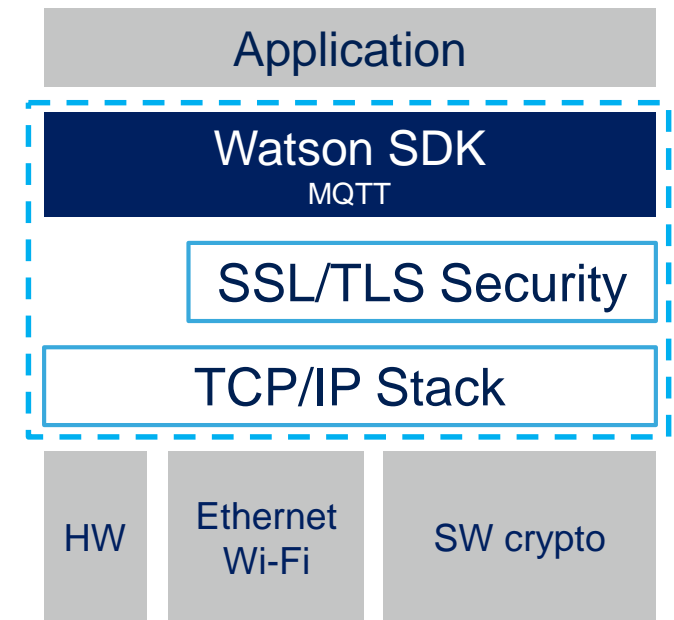 Application
Watson SDK
MQTT
SSL/TLS Security
TCP/IP Stack
HW
Ethernet
Wi-Fi
SW crypto